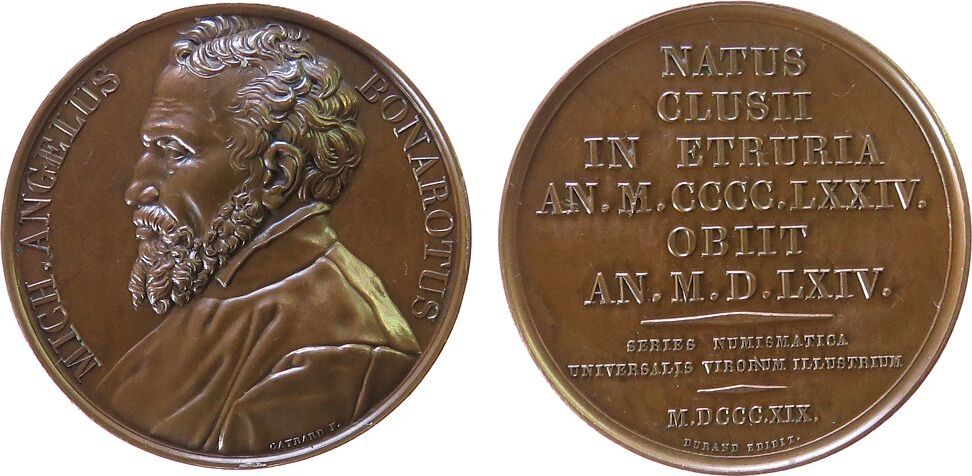 MICH. ANGELUS
BONAROTUS
GAYRARD F.
NATUS
CLUSII
IN ETRURIA
AN. M. CCCC. LXXIV.
OBIIT
AN. M. D. LXIV.
SERIES NUMISMATICA
UNIVERSALIS VIRORUM ILLUSTRIUM
M.DCCC.XIX.
DURAND EDIDIT.